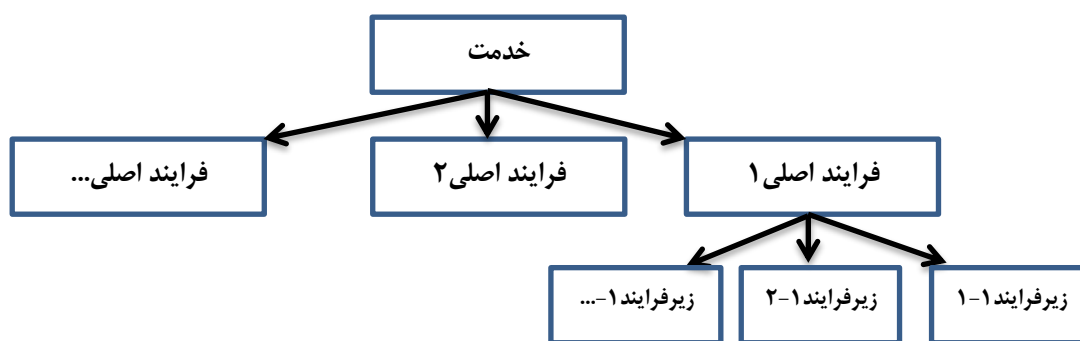 خدمت
فرایند اصلی۱
فرایند اصلی۲
فرایند اصلی...
زیرفرایند۱-۱
زیرفرایند۱-۲
زیرفرایند۱-...